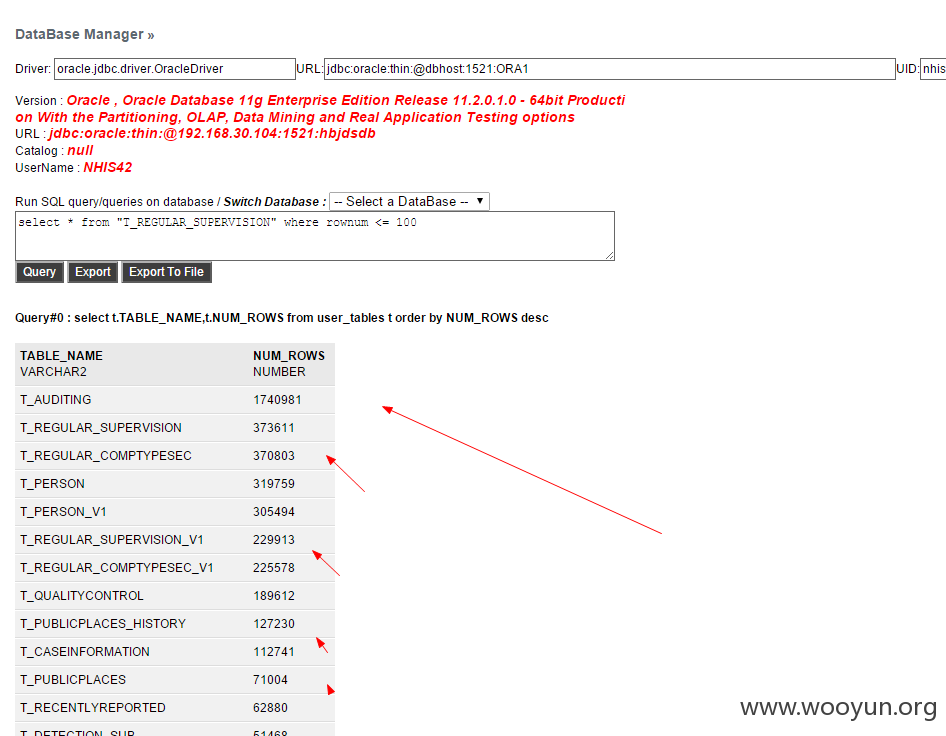 DataBase Manager »
Driver: oracle.jdbc.driver.OracleDriver URL: jdbc:oracle:thin:@dbhost:1521:ORA1 UID: nhis
Version : Oracle , Oracle Database 11g Enterprise Edition Release 11.2.0.1.0 - 64bit Producti
on With the Partitioning, OLAP, Data Mining and Real Application Testing options
URL : jdbc:oracle:thin:@192.168.30.104:1521:hbjdsdb
Catalog : null
UserName : NHIS42
Run SQL query/queries on database / Switch Database : -- Select a DataBase -- ▼
select * from "T_REGULAR_SUPERVISION" where rownum <= 100
Query Export Export To File
Query#0 : select t.TABLE_NAME,t.NUM_ROWS from user_tables t order by NUM_ROWS desc
TABLE_NAME NUM_ROWS
VARCHAR2 NUMBER
T_AUDITING 1740981
T_REGULAR_SUPERVISION 373611
T_REGULAR_COMPTYPESEC 370803
T_PERSON 319759
T_PERSON_V1 305494
T_REGULAR_SUPERVISION_V1 229913
T_REGULAR_COMPTYPESEC_V1 225578
T_QUALITYCONTROL 189612
T_PUBLICPLACES_HISTORY 127230
T_CASEINFORMATION 112741
T_PUBLICPLACES 71004
T_RECENTLYREPORTED 62880
T_DETECTION_SUB 51468
www.wooyun.org